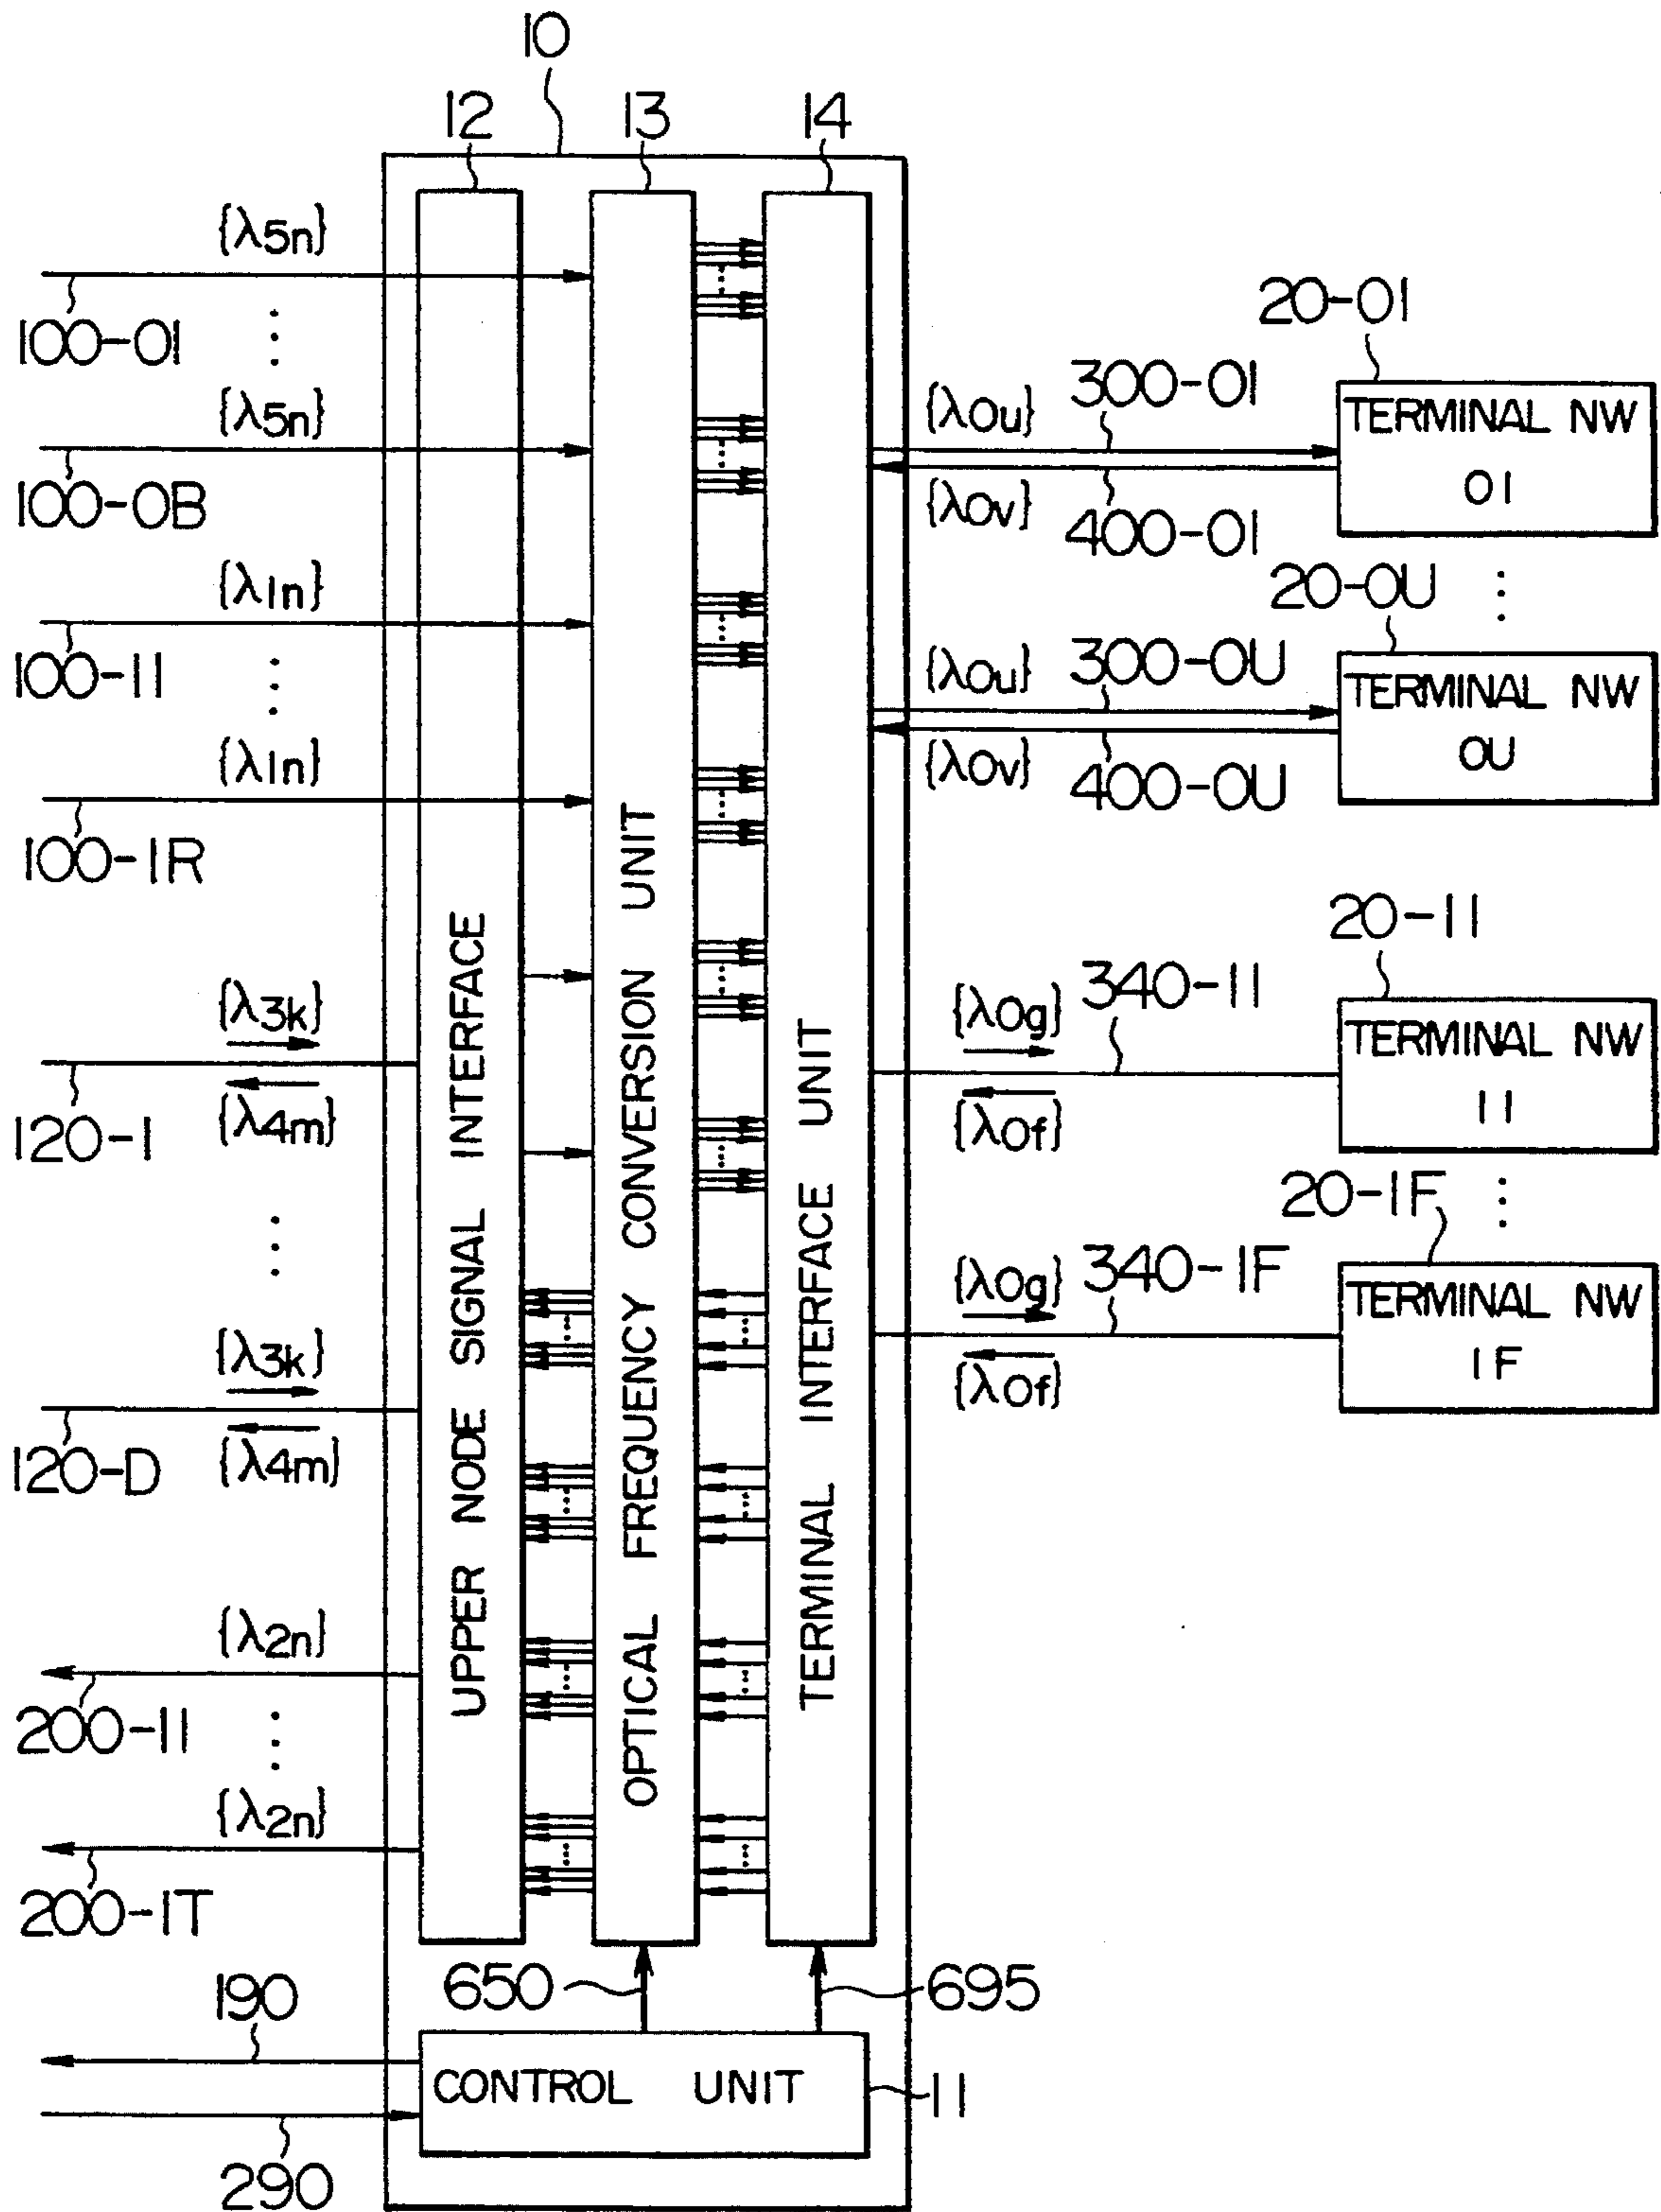 10
12
13
14
{λ5n}
100-01
{λ5n}
100-0B
{λ1n}
100-11
{λ1n}
100-1R
{λ3k}
{λ4m}
120-1
{λ3k}
{λ4m}
120-D
{λ2n}
200-11
{λ2n}
200-1T
190
290
UPPER NODE SIGNAL INTERFACE
OPTICAL FREQUENCY CONVERSION UNIT
TERMINAL INTERFACE UNIT
650
695
CONTROL UNIT
11
20-01
{λ0u}
300-01
TERMINAL NW
01
{λ0v}
400-01
20-0U
{λ0u}
300-0U
TERMINAL NW
0U
{λ0v}
400-0U
20-11
{λ0g}
340-11
TERMINAL NW
11
{λ0f}
20-1F
{λ0g}
340-1F
TERMINAL NW
1F
{λ0f}